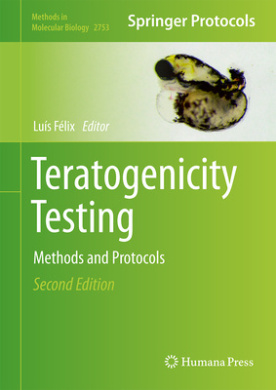 Methods in
Molecular Biology 2753
Springer Protocols
Luís Félix Editor
Teratogenicity
Testing
Methods and Protocols
Second Edition
Humana Press